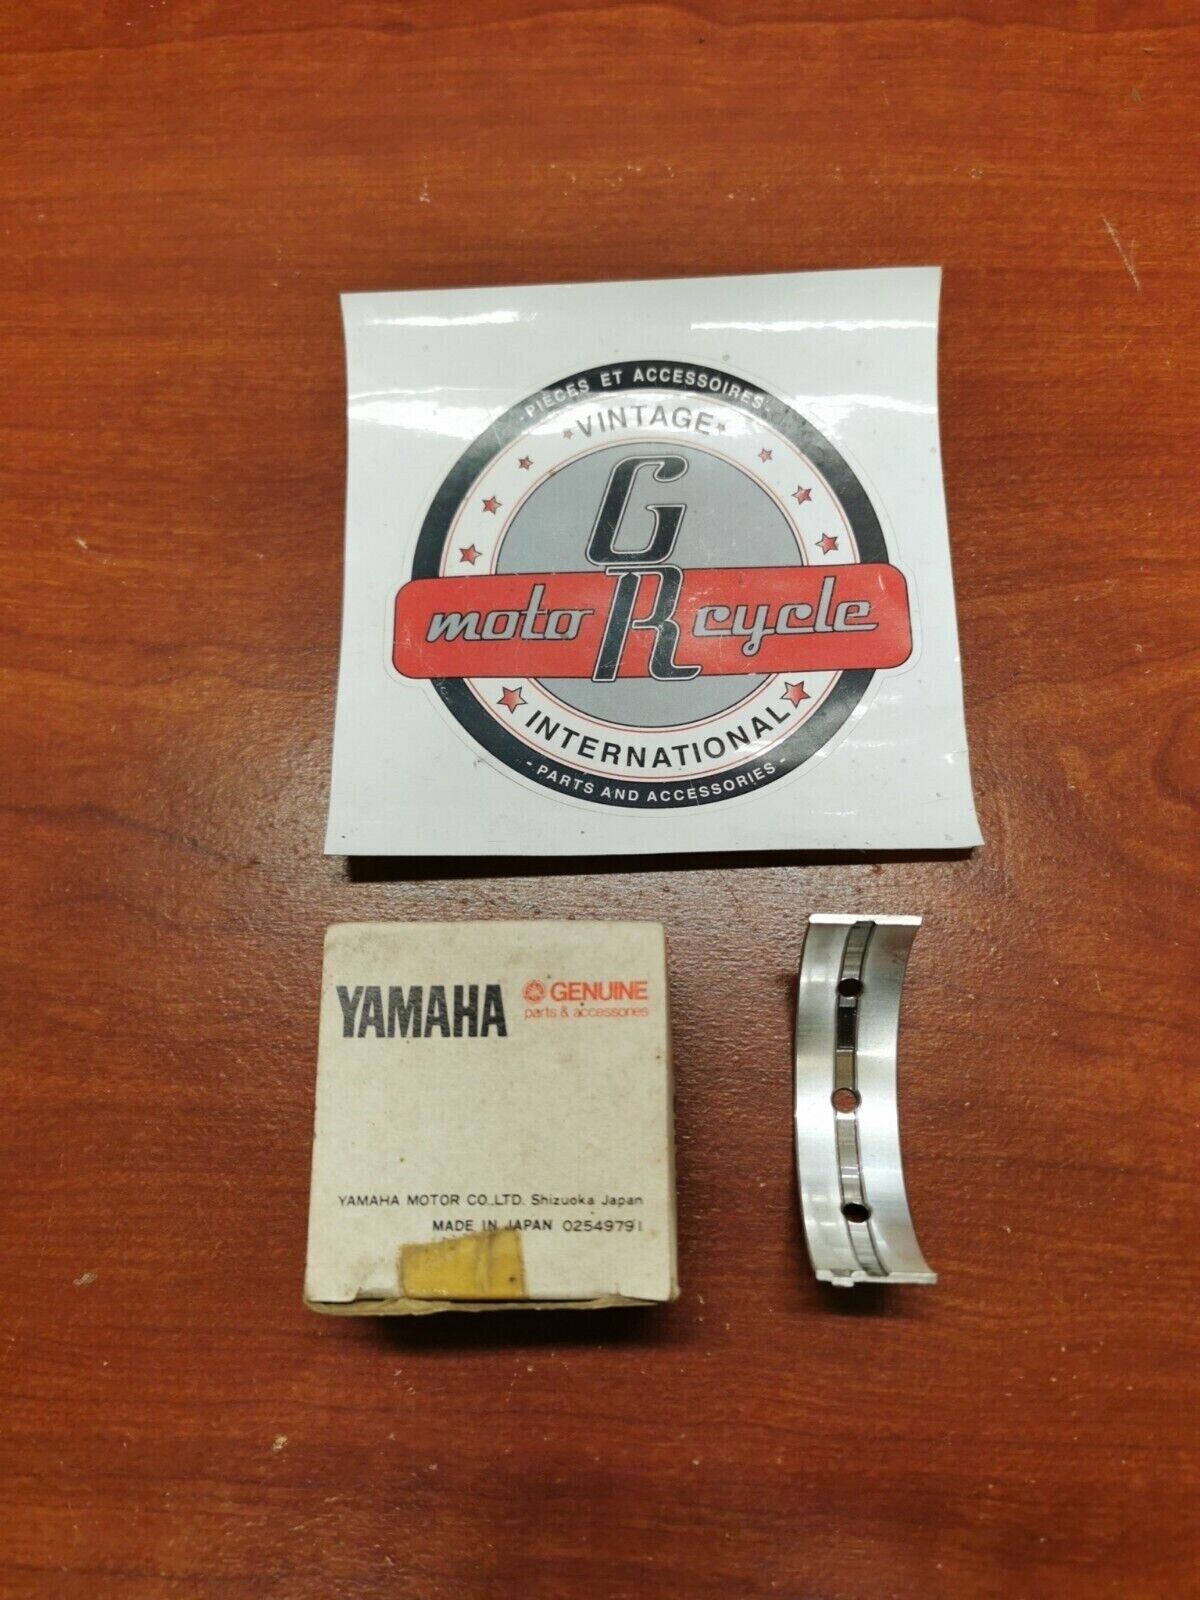 - PIÈCES ET ACCESSOIRES -
VINTAGE
G
moto R cycle
INTERNATIONAL
- PARTS AND ACCESSORIES -
YAMAHA GENUINE
parts & accessories
YAMAHA MOTOR CO.,LTD. Shizuoka Japan
MADE IN JAPAN 02549791